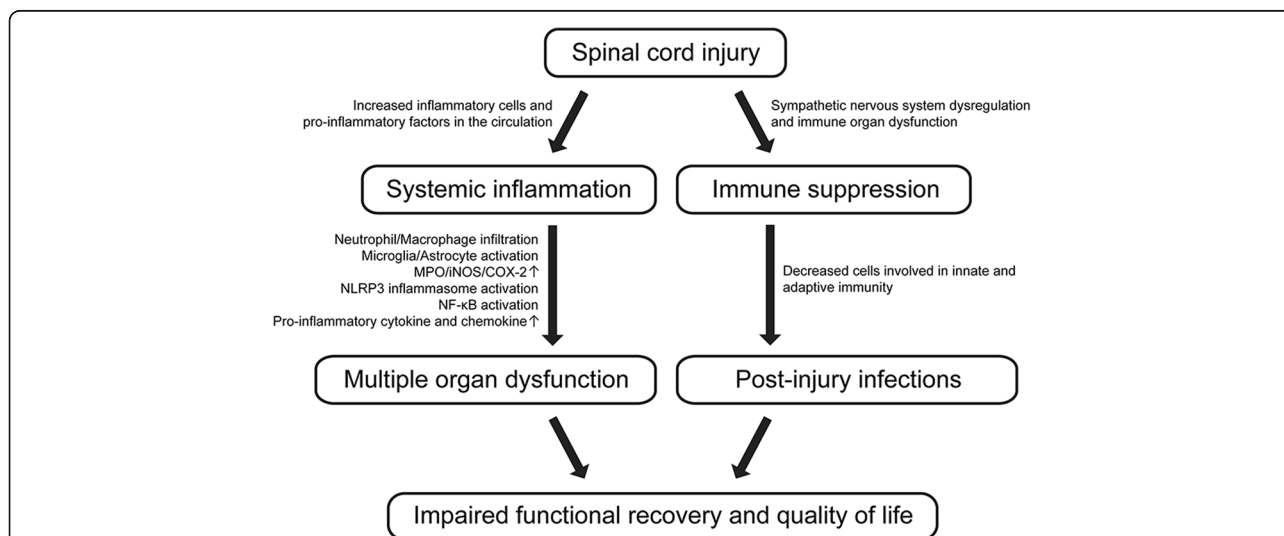 Spinal cord injury
Increased inflammatory cells and
pro-inflammatory factors in the circulation
Sympathetic nervous system dysregulation
and immune organ dysfunction
Systemic inflammation
Immune suppression
Neutrophil/Macrophage infiltration
Microglia/Astrocyte activation
MPO/iNOS/COX-2↑
NLRP3 inflammasome activation
NF-κB activation
Pro-inflammatory cytokine and chemokine↑
Decreased cells involved in innate and
adaptive immunity
Multiple organ dysfunction
Post-injury infections
Impaired functional recovery and quality of life